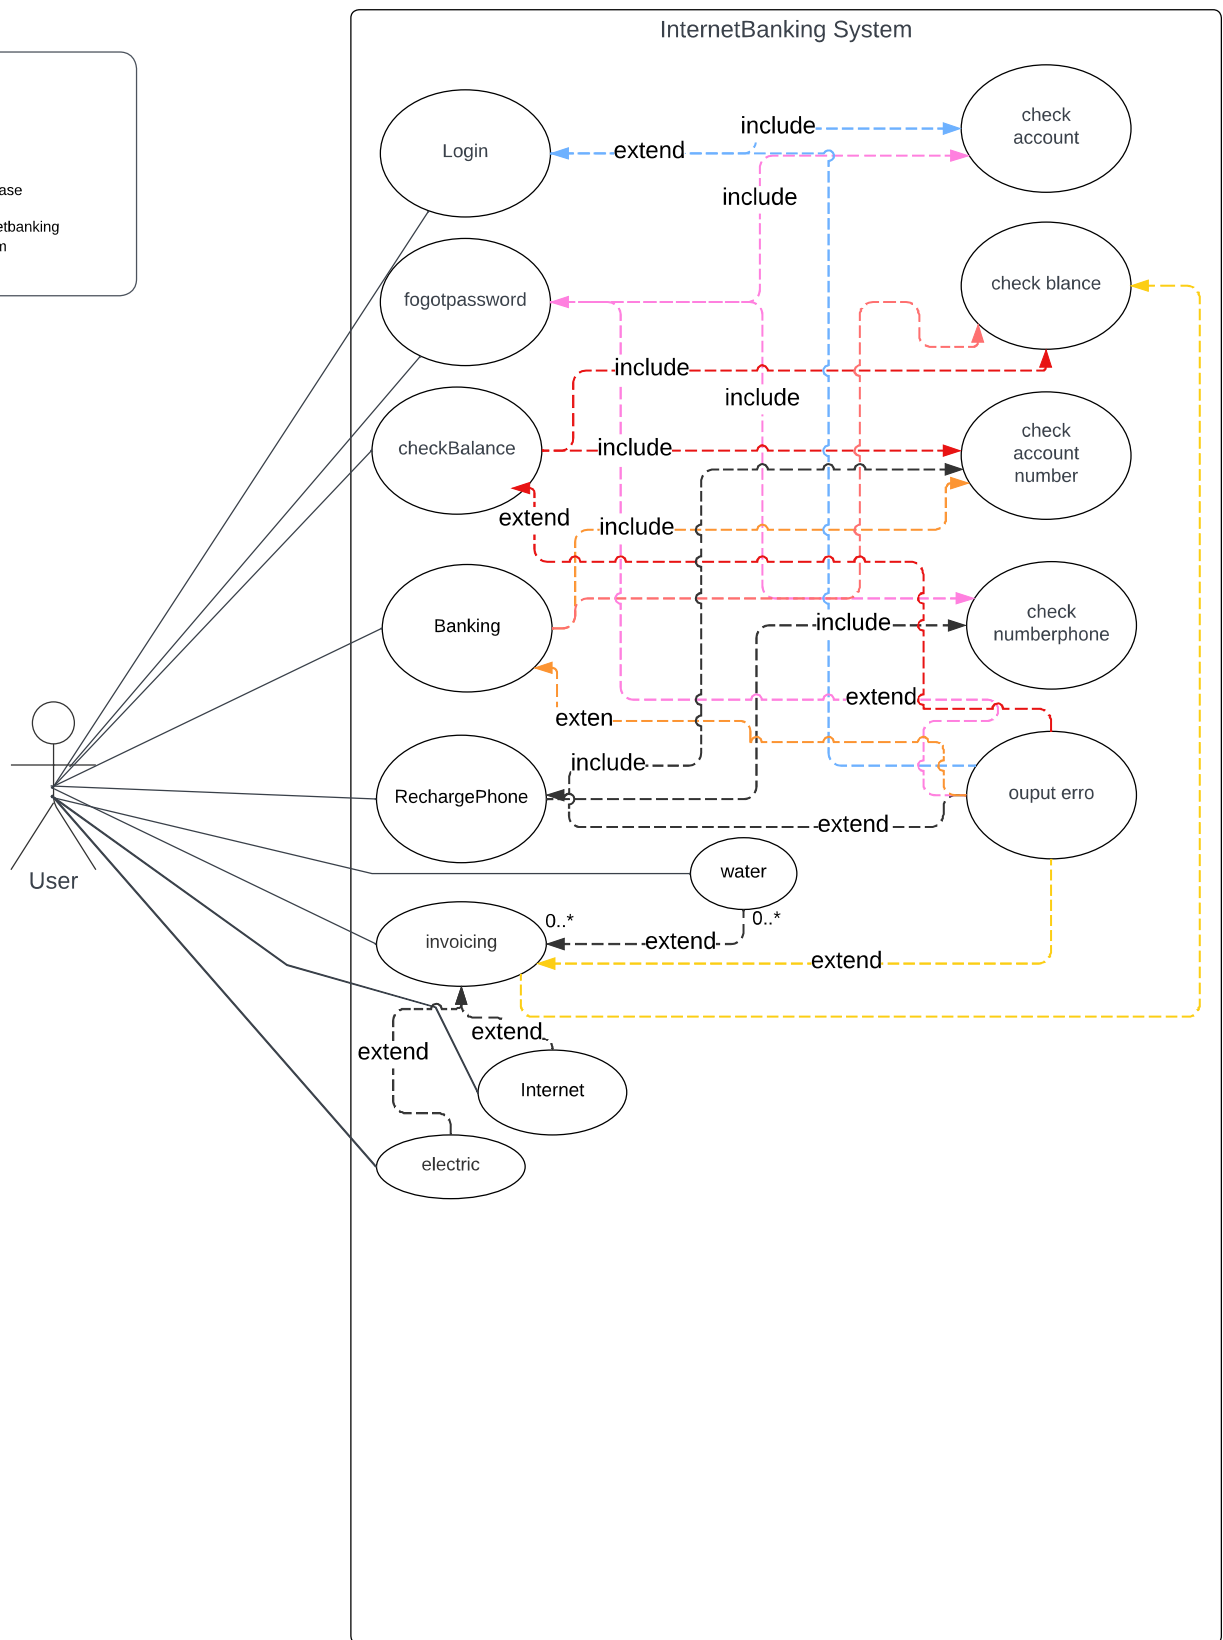 InternetBanking System
ase
etbanking
m
Login
extend
include
check
account
include
fogotpassword
check blance
include
include
checkBalance
include
check
account
number
extend
include
Banking
check
numberphone
include
extend
exten
include
RechargePhone
ouput erro
extend
User
water
0..*
0..*
invoicing
extend
extend
extend
extend
Internet
electric